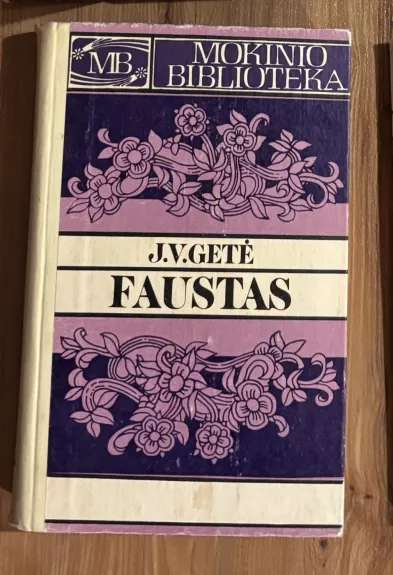 MB
MOKINIO
BIBLIOTEKA
J.V.GETĖ
FAUSTAS